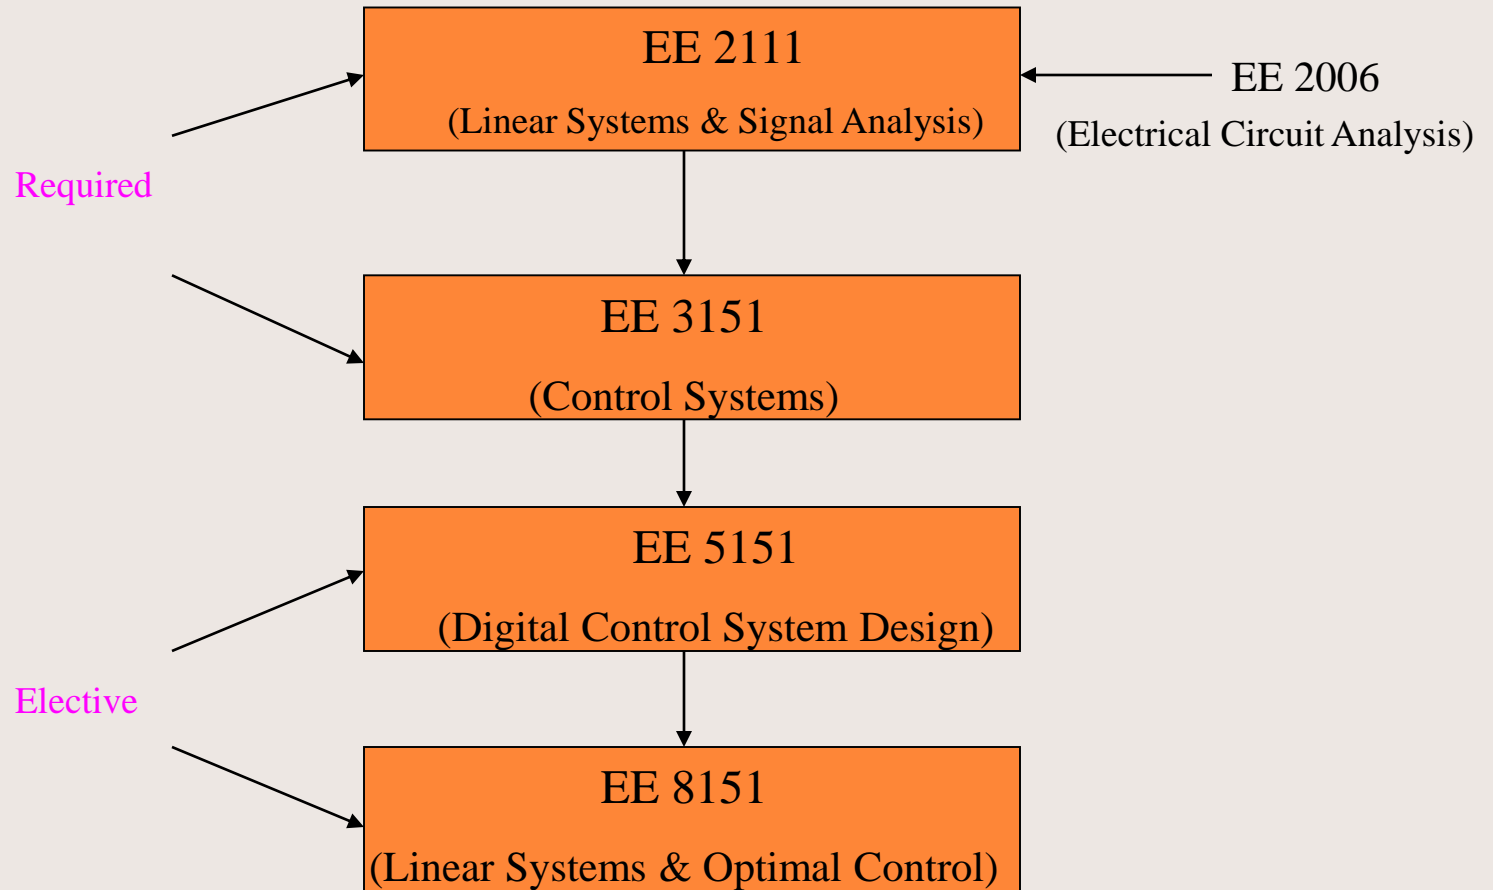 EE 2111
(Linear Systems & Signal Analysis)
EE 2006
(Electrical Circuit Analysis)
Required
EE 3151
(Control Systems)
EE 5151
(Digital Control System Design)
Elective
EE 8151
(Linear Systems & Optimal Control)